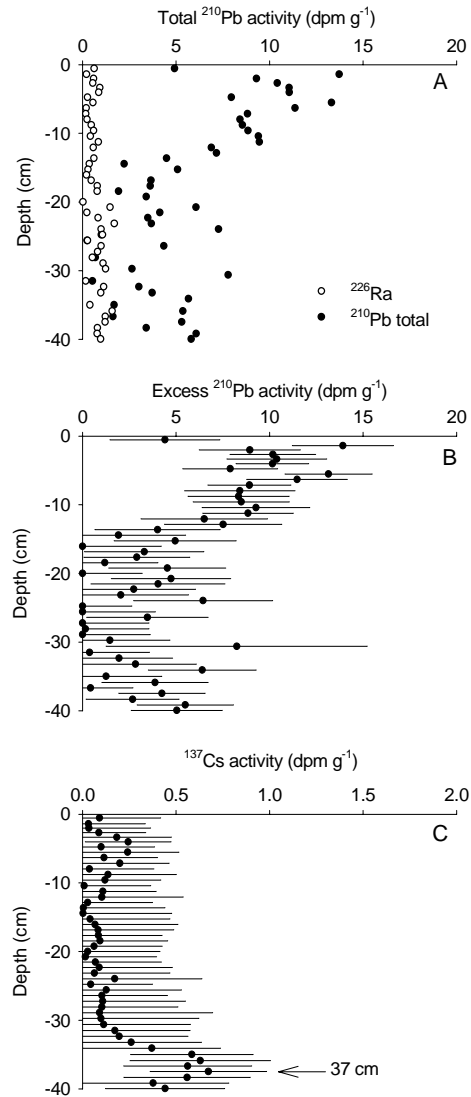 Total ²¹⁰Pb activity (dpm g⁻¹)
0 5 10 15 20
A
0
-10
-20
-30
-40
Depth (cm)
²²⁶Ra
²¹⁰Pb total
Excess ²¹⁰Pb activity (dpm g⁻¹)
0 5 10 15 20
B
0
-10
-20
-30
-40
Depth (cm)
¹³⁷Cs activity (dpm g⁻¹)
0.0 0.5 1.0 1.5 2.0
C
0
-10
-20
-30
-40
Depth (cm)
37 cm